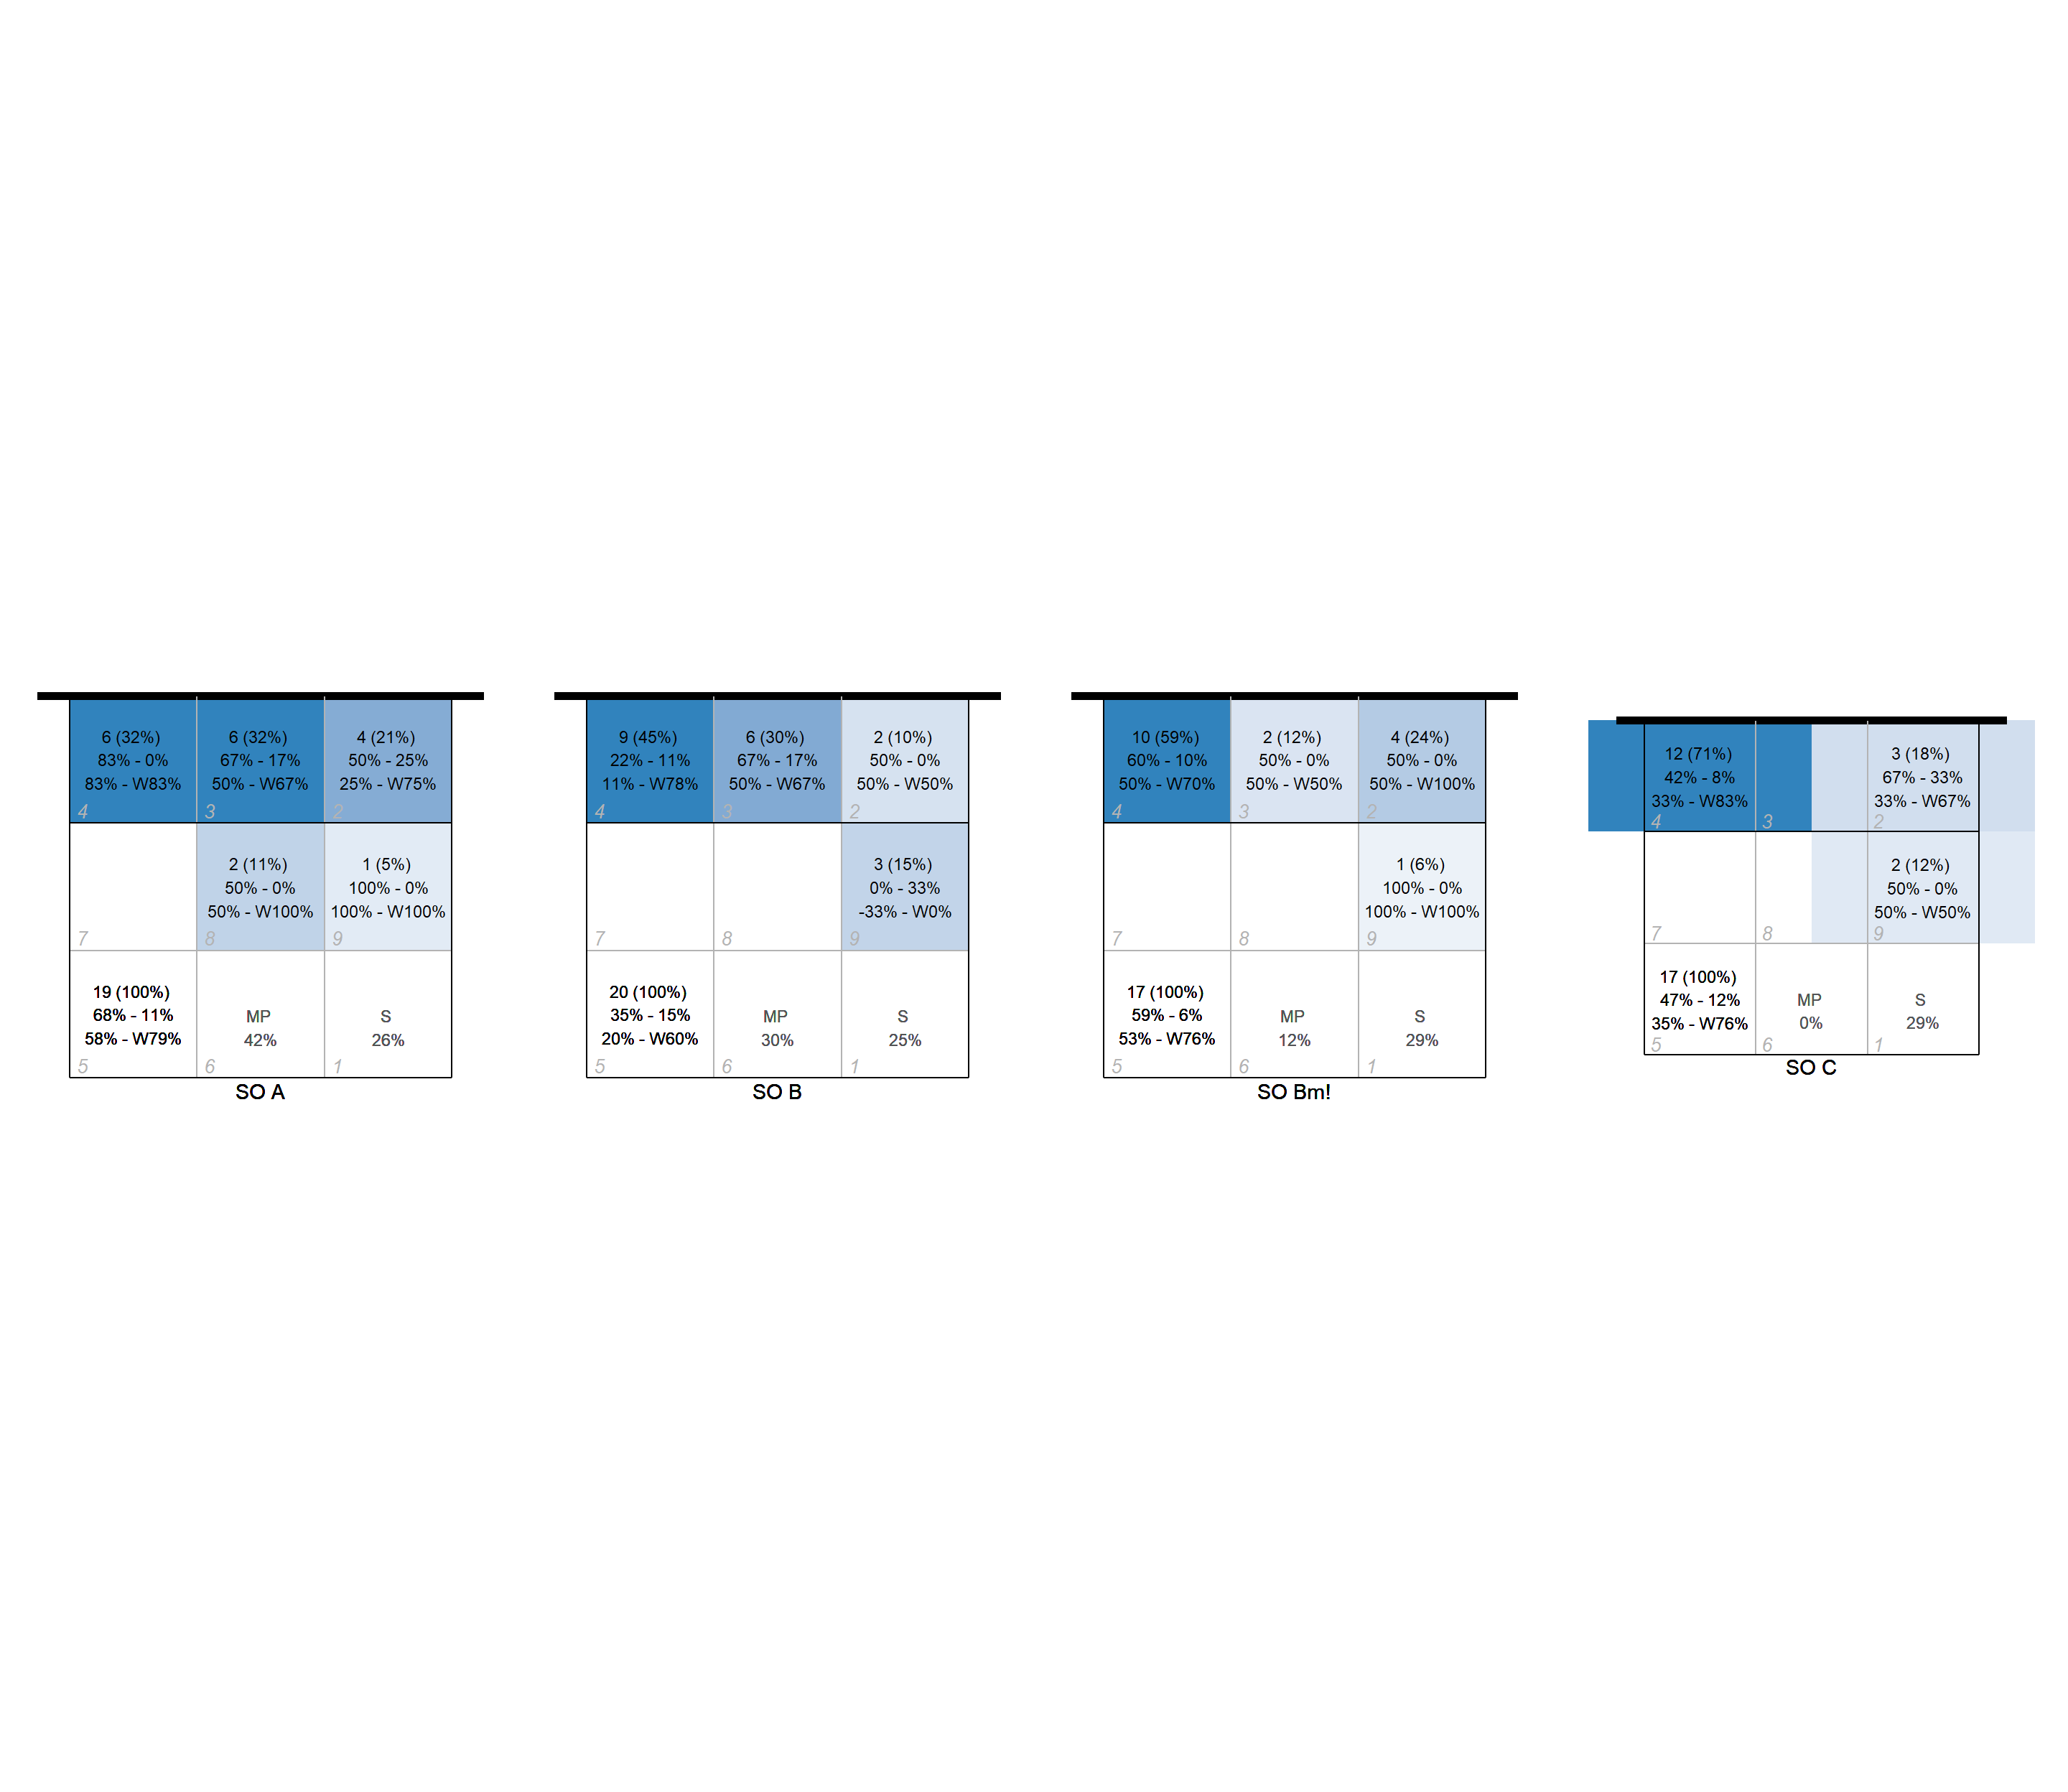 6 (32%)
83% - 0%
83% - W83%
4
6 (32%)
67% - 17%
50% - W67%
3
4 (21%)
50% - 25%
25% - W75%
2
7
2 (11%)
50% - 0%
50% - W100%
8
1 (5%)
100% - 0%
100% - W100%
9
19 (100%)
68% - 11%
58% - W79%
5
MP
42%
6
S
26%
1
SO A
9 (45%)
22% - 11%
11% - W78%
4
6 (30%)
67% - 17%
50% - W67%
3
2 (10%)
50% - 0%
50% - W50%
2
7
8
3 (15%)
0% - 33%
-33% - W0%
9
20 (100%)
35% - 15%
20% - W60%
5
MP
30%
6
S
25%
1
SO B
10 (59%)
60% - 10%
50% - W70%
4
2 (12%)
50% - 0%
50% - W50%
3
4 (24%)
50% - 0%
50% - W100%
2
7
8
1 (6%)
100% - 0%
100% - W100%
9
17 (100%)
59% - 6%
53% - W76%
5
MP
12%
6
S
29%
1
SO Bm!
12 (71%)
42% - 8%
33% - W83%
4
3
3 (18%)
67% - 33%
33% - W67%
2
7
8
2 (12%)
50% - 0%
50% - W50%
9
17 (100%)
47% - 12%
35% - W76%
5
MP
0%
6
S
29%
1
SO C